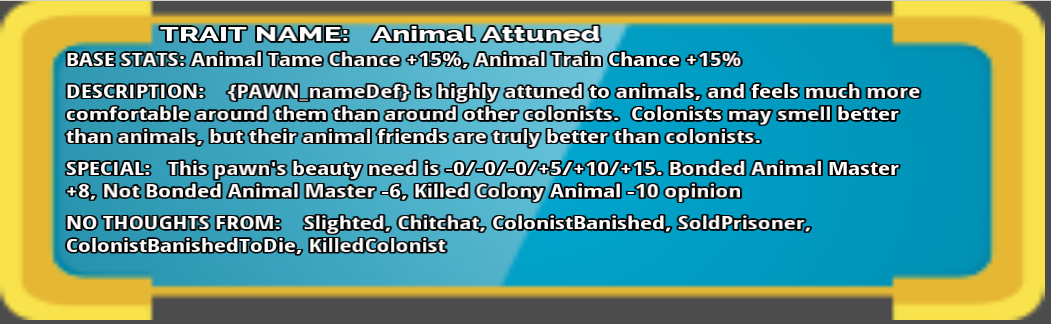 TRAIT NAME: Animal Attuned
BASE STATS: Animal Tame Chance +15%, Animal Train Chance +15%
DESCRIPTION: {PAWN_nameDef} is highly attuned to animals, and feels much more
comfortable around them than around other colonists. Colonists may smell better
than animals, but their animal friends are truly better than colonists.
SPECIAL: This pawn's beauty need is -0/-0/-0/+5/+10/+15. Bonded Animal Master
+8, Not Bonded Animal Master -6, Killed Colony Animal -10 opinion
NO THOUGHTS FROM: Slighted, Chitchat, ColonistBanished, SoldPrisoner,
ColonistBanishedToDie, KilledColonist